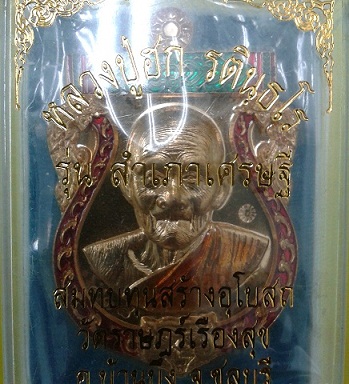 หลวงปู่ฮก รตินฺธโร
รุ่น สำเภาเศรษฐี
สมทบทุนสร้างอุโบสถ
วัดราษฎร์เรืองสุข
อ.บ้านบึง จ.ชลบุรี